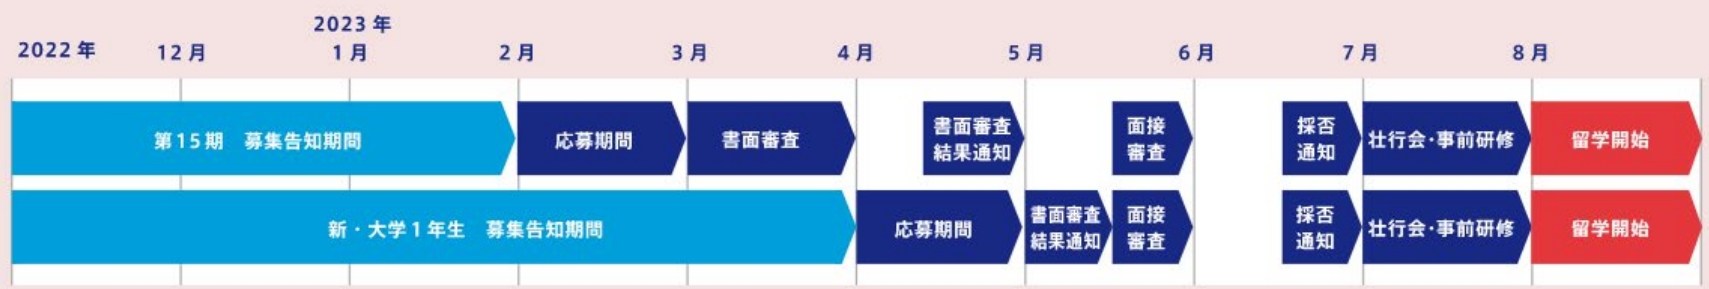 2023年
2022年 12月 1月 2月 3月 4月 5月 6月 7月 8月
第15期 募集告知期間
応募期間
書面審査
書面審査
結果通知
面接
審査
採否
通知
壮行会・事前研修
留学開始
新・大学1年生 募集告知期間
応募期間
書面審査
結果通知
面接
審査
採否
通知
壮行会・事前研修
留学開始